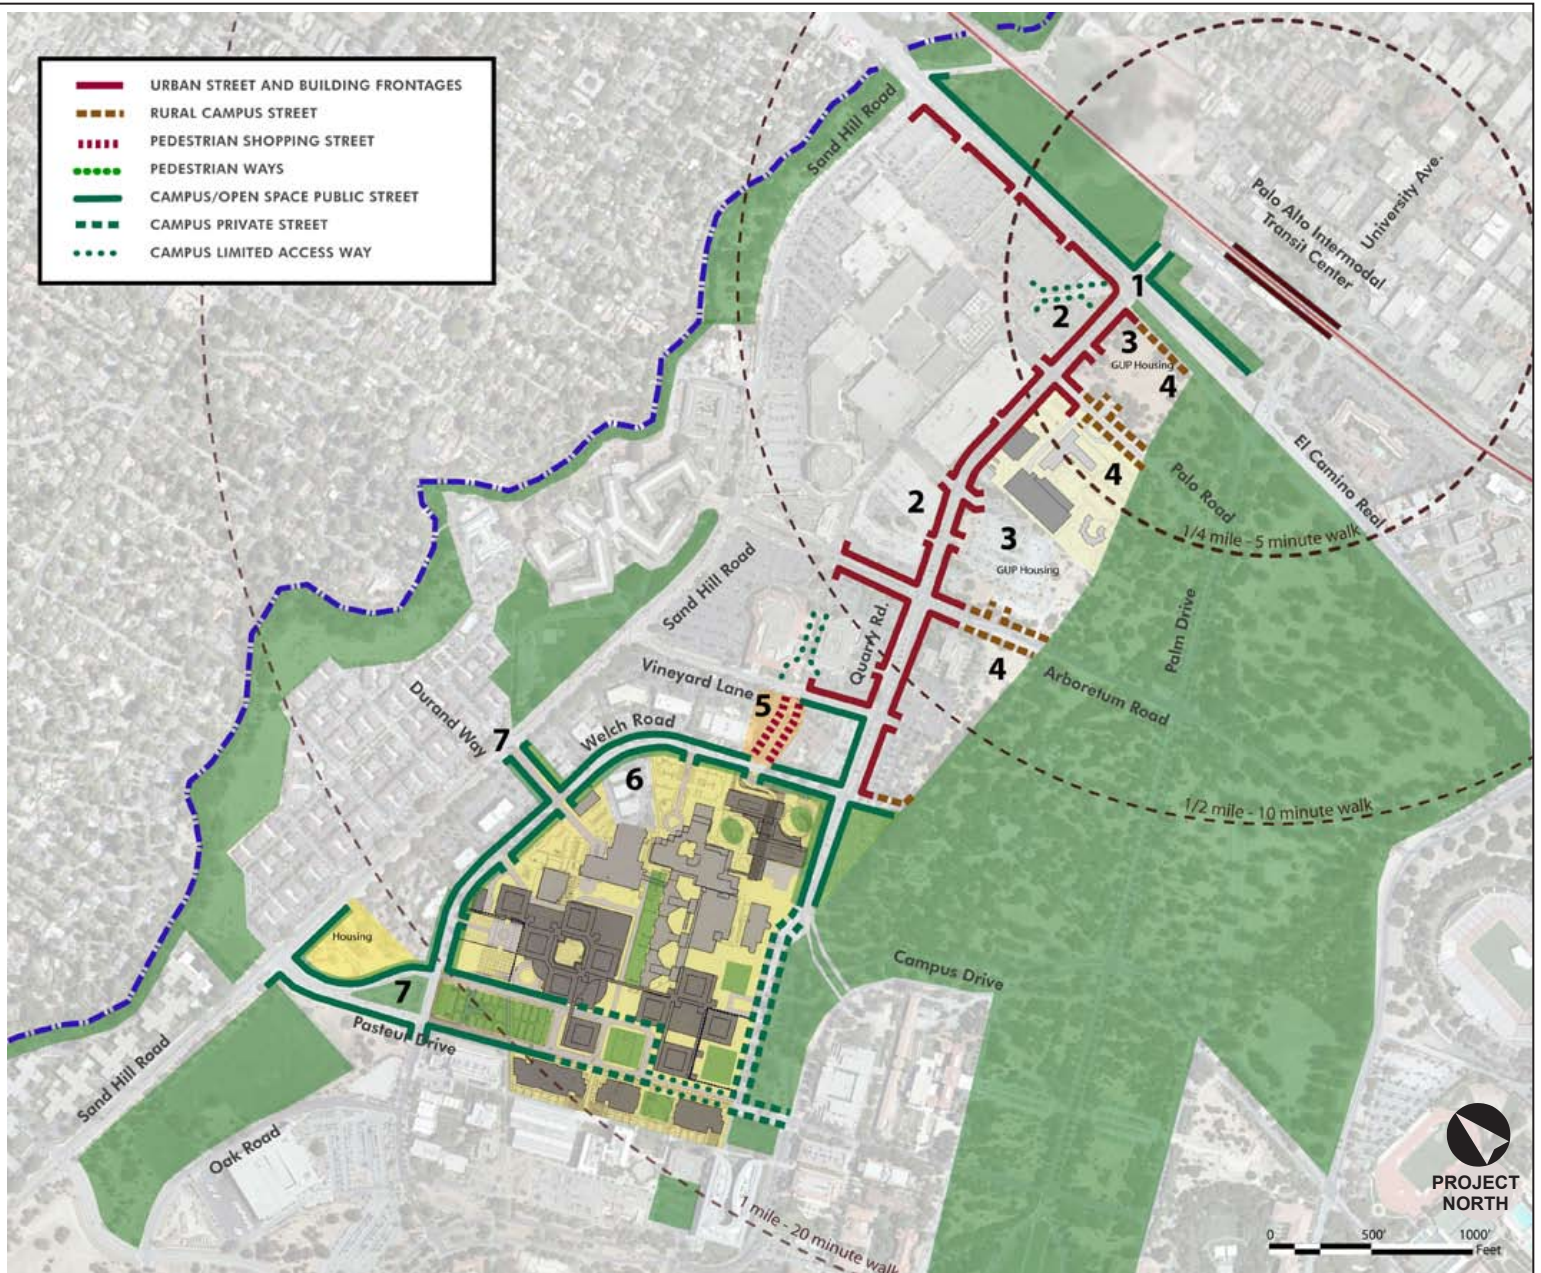 URBAN STREET AND BUILDING FRONTAGES
RURAL CAMPUS STREET
PEDESTRIAN SHOPPING STREET
PEDESTRIAN WAYS
CAMPUS/OPEN SPACE PUBLIC STREET
CAMPUS PRIVATE STREET
CAMPUS LIMITED ACCESS WAY
Sand Hill Road
University Ave.
Palo Alto Intermodal
Transit Center
1
2
3
GUP Housing
4
El Camino Real
4
Palo Road
2
1/4 mile - 5 minute walk
3
GUP Housing
Sand Hill Road
Palm Drive
Quarry Rd.
4
Vineyard Lane
Arboretum Road
5
Durand Way
Welch Road
7
6
1/2 mile - 10 minute walk
Housing
Campus Drive
7
Pasteur Drive
Sand Hill Road
Oak Road
1 mile - 20 minute walk
PROJECT
NORTH
0 500' 1000'
Feet